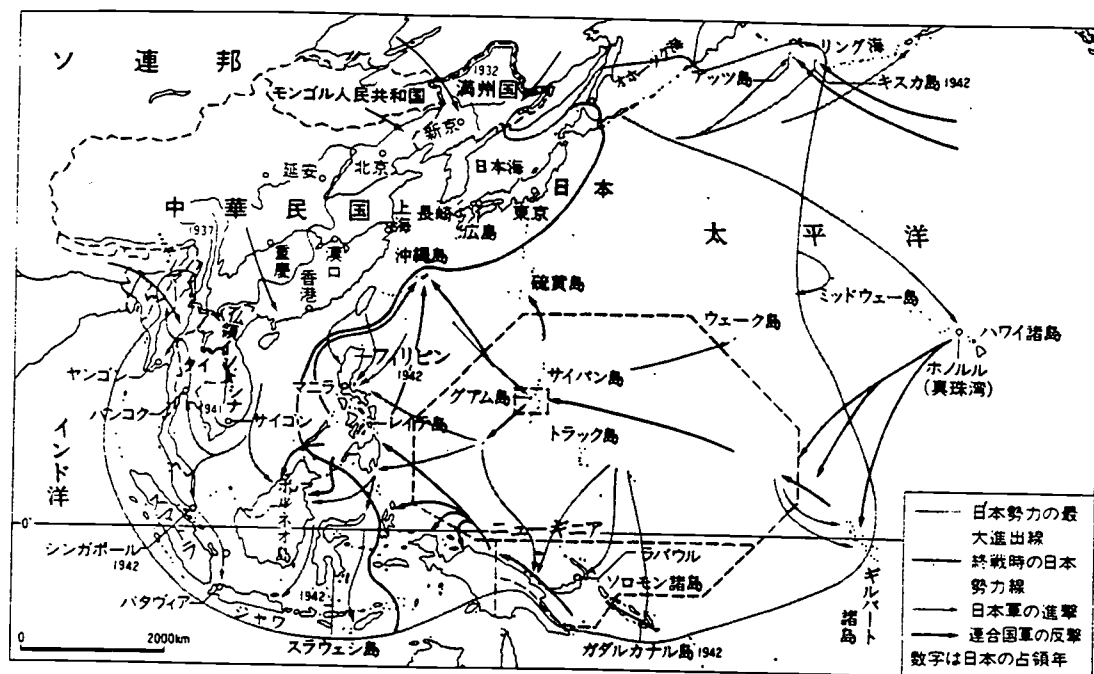 ソ連邦
モンゴル人民共和国
1932
満州国
新京
オホーツク海
アッツ島
リング海
キスカ島1942
延安
北京
日本海
日本
中華民国
上海
長崎
広島
東京
1937
重慶
漢口
香港
沖縄島
太平洋
硫黄島
ミッドウェー島
ウェーク島
ハワイ諸島
ホノルル
(真珠湾)
ヤンゴン
タイ
フィリピン
1942
マニラ
サイパン島
グアム島
バンコク
1941
サイゴン
レイテ島
トラック島
インド洋
ボルネオ島
0°
ニューギニア
シンガポール
1942
ラ
ラバウル
ソロモン諸島
バタヴィア
1942
ジャワ
ギルバート諸島
0 2000km
スラウェシ島
ガダルカナル島1942
日本勢力の最
大進出線
終戦時の日本
勢力線
日本軍の進撃
連合国軍の反撃
数字は日本の占領年